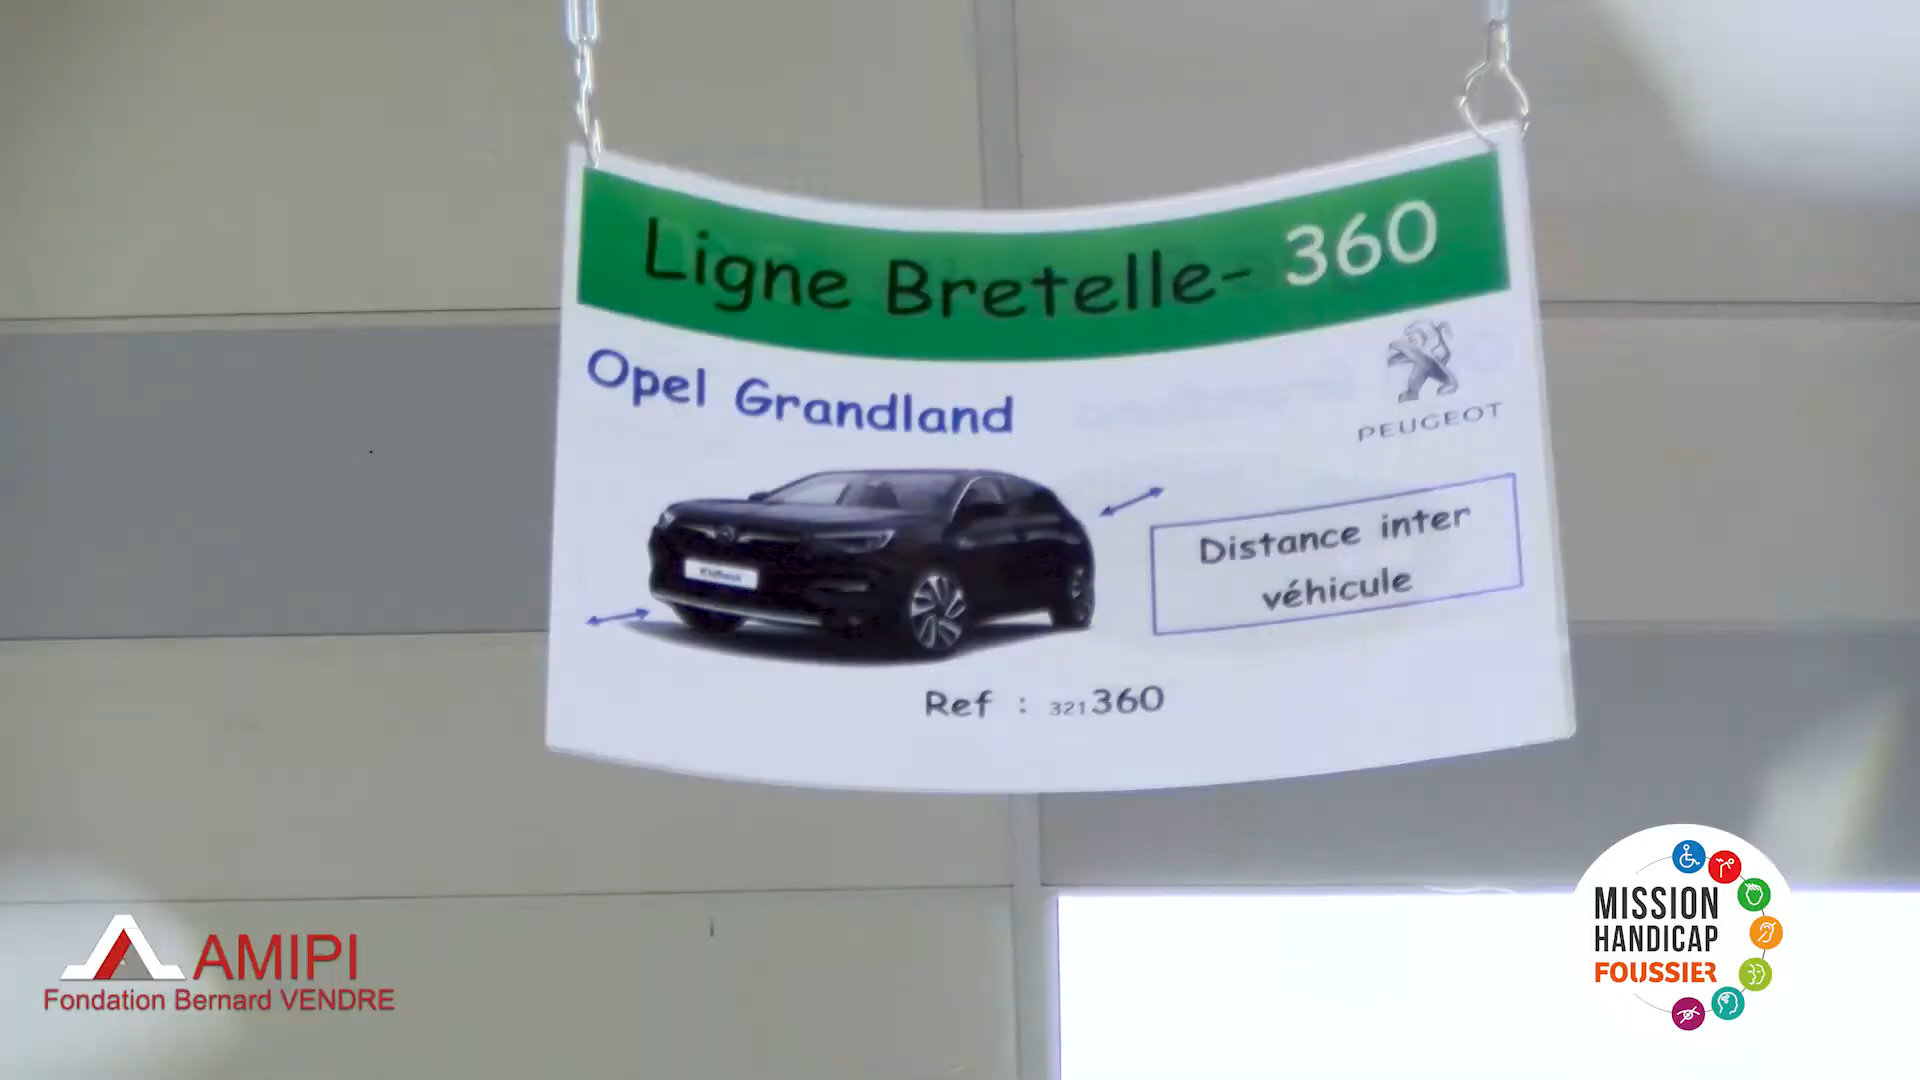 Ligne Bretelle- 360
Opel Grandland
PEUGEOT
Distance inter
véhicule
Ref : 321360
AMIPI
Fondation Bernard VENDRE
MISSION
HANDICAP
FOUSSIER